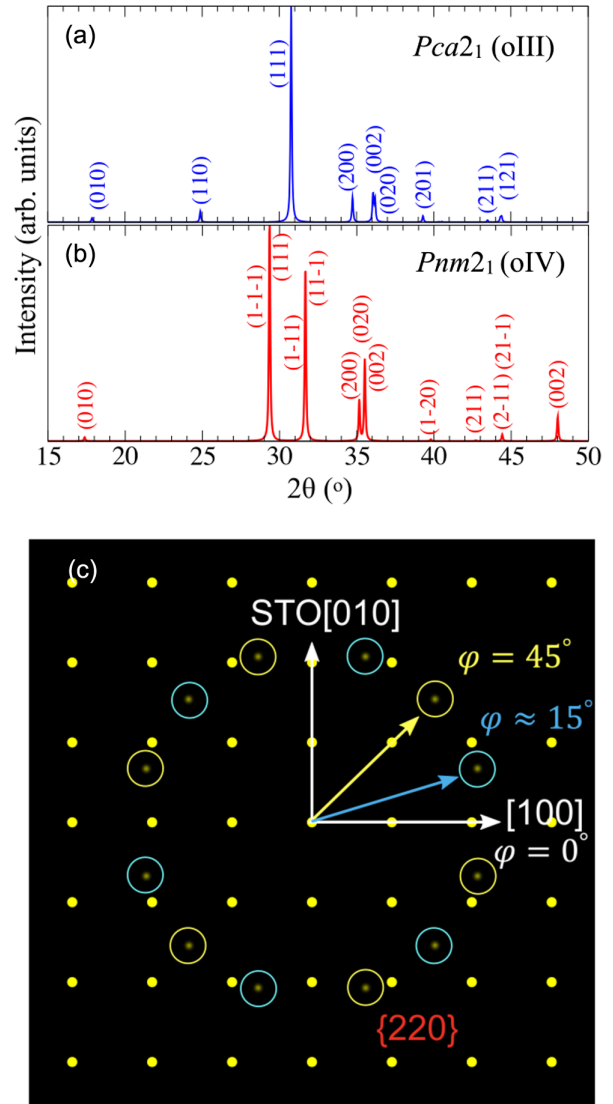 (a)
Pca2₁ (oIII)
(010)
(110)
(111)
(200)
(002)
(020)
(201)
(211)
(121)
Intensity (arb. units)
(b)
Pnm2₁ (oIV)
(010)
(1-1-1)
(111)
(1-11)
(11-1)
(200)
(020)
(002)
(1-20)
(211)
(2-11)
(21-1)
(002)
15 20 25 30 35 40 45 50
2θ (°)
(c)
STO[010]
φ = 45°
φ ≈ 15°
[100]
φ = 0°
{220}